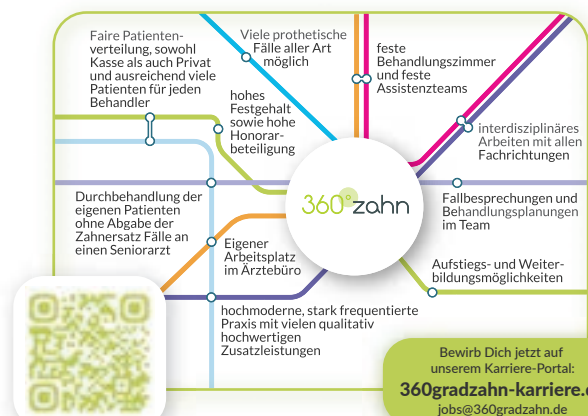 Faire Patienten-
verteilung, sowohl
Kasse als auch Privat
und ausreichend viele
Patienten für jeden
Behandler
Viele prothetische
Fälle aller Art
möglich
feste
Behandlungszimmer
und feste
Assistenzteams
hohes
Festgehalt
sowie hohe
Honorar-
beteiligung
interdisziplinäres
Arbeiten mit allen
Fachrichtungen
360°zahn
Durchbehandlung der
eigenen Patienten
ohne Abgabe der
Zahnersatz Fälle an
einen Seniorarzt
Fallbesprechungen und
Behandlungsplanungen
im Team
Eigener
Arbeitsplatz
im Ärztebüro
Aufstiegs- und Weiter-
bildungsmöglichkeiten
hochmoderne, stark frequentierte
Praxis mit vielen qualitativ
hochwertigen
Zusatzleistungen
Bewirb Dich jetzt auf
unserem Karriere-Portal:
360gradzahn-karriere.
jobs@360gradzahn.de